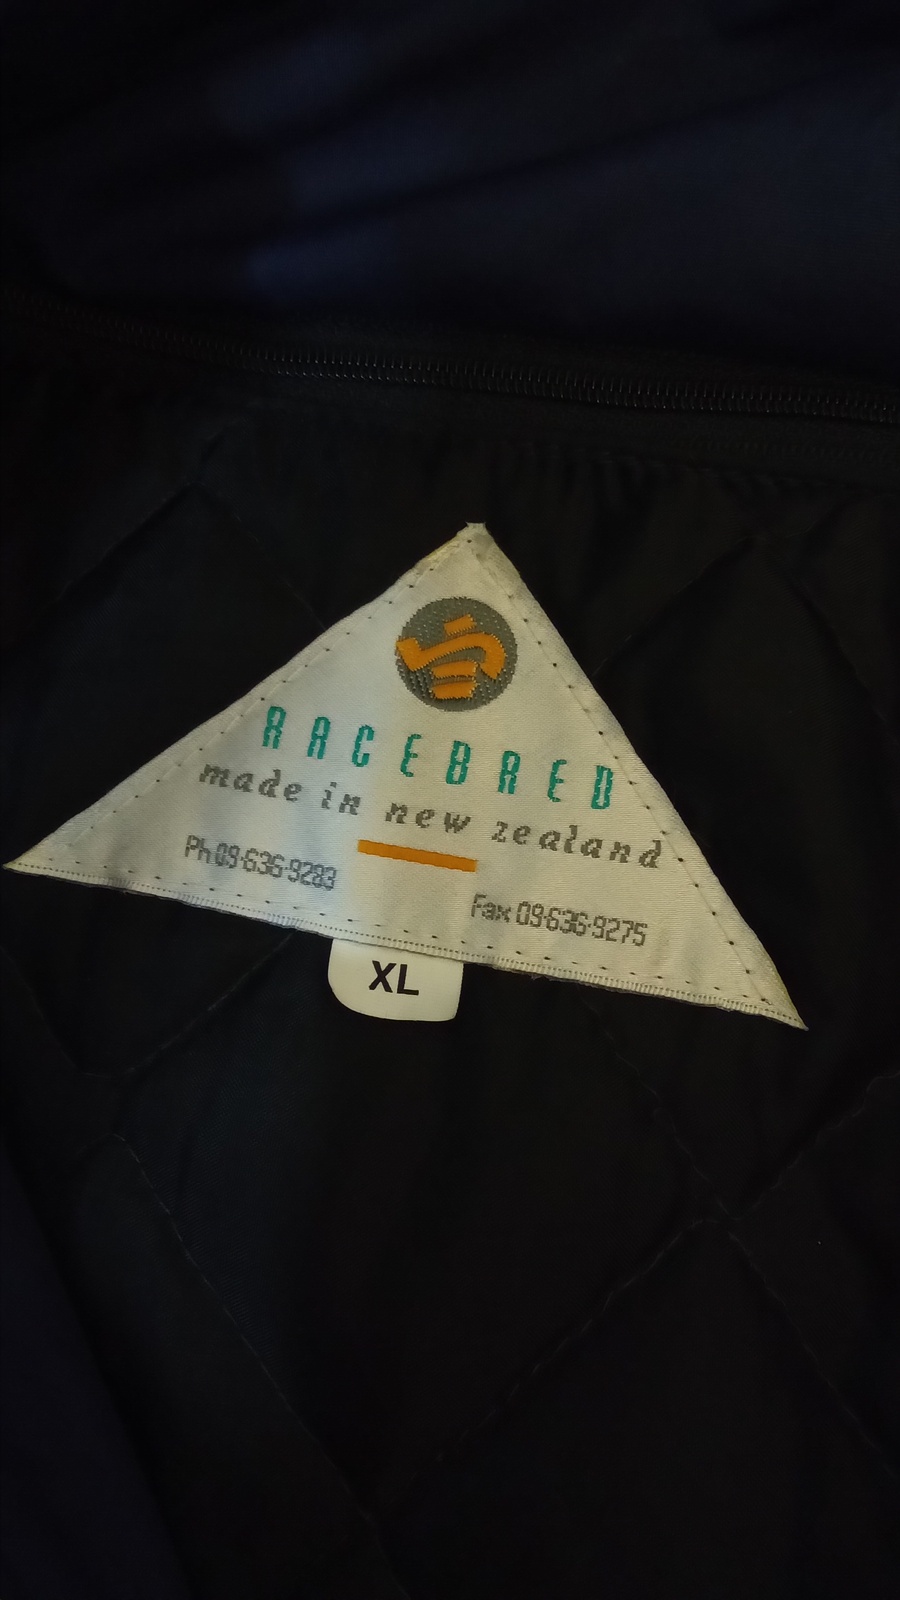 RACEBRED
made in new zealand
Ph 09-636-9283
Fax 09-636-9275
XL